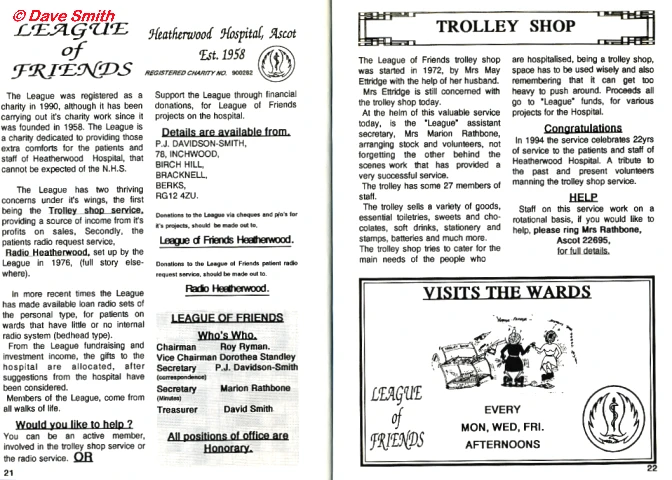 © Dave Smith
LEAGUE
of
FRIENDS
Heatherwood Hospital, Ascot
Est. 1958
REGISTERED CHARITY NO. 900262
The League was registered as a
charity in 1990, although it has been
carrying out it's charity work since it
was founded in 1958. The League is
a charity dedicated to providing those
extra comforts for the patients and
staff of Heatherwood Hospital, that
cannot be expected of the N.H.S.
The League has two thriving
concerns under it's wings, the first
being the Trolley shop service,
providing a source of income from it's
profits on sales, Secondly, the
patients radio request service,
Radio Heatherwood, set up by the
League in 1976, (full story else-
where).
In more recent times the League
has made available loan radio sets of
the personal type, for patients on
wards that have little or no internal
radio system (bedhead type).
From the League fundraising and
investment income, the gifts to the
hospital are allocated, after
suggestions from the hospital have
been considered.
Members of the League, come from
all walks of life.
Would you like to help ?
You can be an active member,
involved in the trolley shop service or
the radio service. OR
21
Support the League through financial
donations, for League of Friends
projects on the hospital.
Details are available from.
P.J. DAVIDSON-SMITH,
78, INCHWOOD,
BIRCH HILL,
BRACKNELL,
BERKS,
RG12 4ZU.
Donations to the League via cheques and p/o's for
it's projects, should be made out to,
League of Friends Heatherwood.
Donations to the League of Friends patient radio
request service, should be made out to.
Radio Heatherwood.
LEAGUE OF FRIENDS
Who's Who.
Chairman Roy Ryman.
Vice Chairman Dorothea Standley
Secretary P.J. Davidson-Smith
(correspondence)
Secretary Marion Rathbone
(Minutes)
Treasurer David Smith
All positions of office are
Honorary.
TROLLEY SHOP
The League of Friends trolley shop
was started in 1972, by Mrs May
Ettridge with the help of her husband.
Mrs Ettridge is still concerned with
the trolley shop today.
At the helm of this valuable service
today, is the "League" assistant
secretary, Mrs Marion Rathbone,
arranging stock and volunteers, not
forgetting the other behind the
scenes work that has provided a
very successful service.
The trolley has some 27 members of
staff.
The trolley sells a variety of goods,
essential toiletries, sweets and cho-
colates, soft drinks, stationery and
stamps, batteries and much more.
The trolley shop tries to cater for the
main needs of the people who
are hospitalised, being a trolley shop,
space has to be used wisely and also
remembering that it can get too
heavy to push around. Proceeds all
go to "League" funds, for various
projects for the Hospital.
Congratulations
In 1994 the service celebrates 22yrs
of service to the patients and staff of
Heatherwood Hospital. A tribute to
the past and present volunteers
manning the trolley shop service.
HELP
Staff on this service work on a
rotational basis, if you would like to
help, please ring Mrs Rathbone,
Ascot 22695,
for full details.
VISITS THE WARDS
LEAGUE
of
FRIENDS
EVERY
MON, WED, FRI.
AFTERNOONS
22